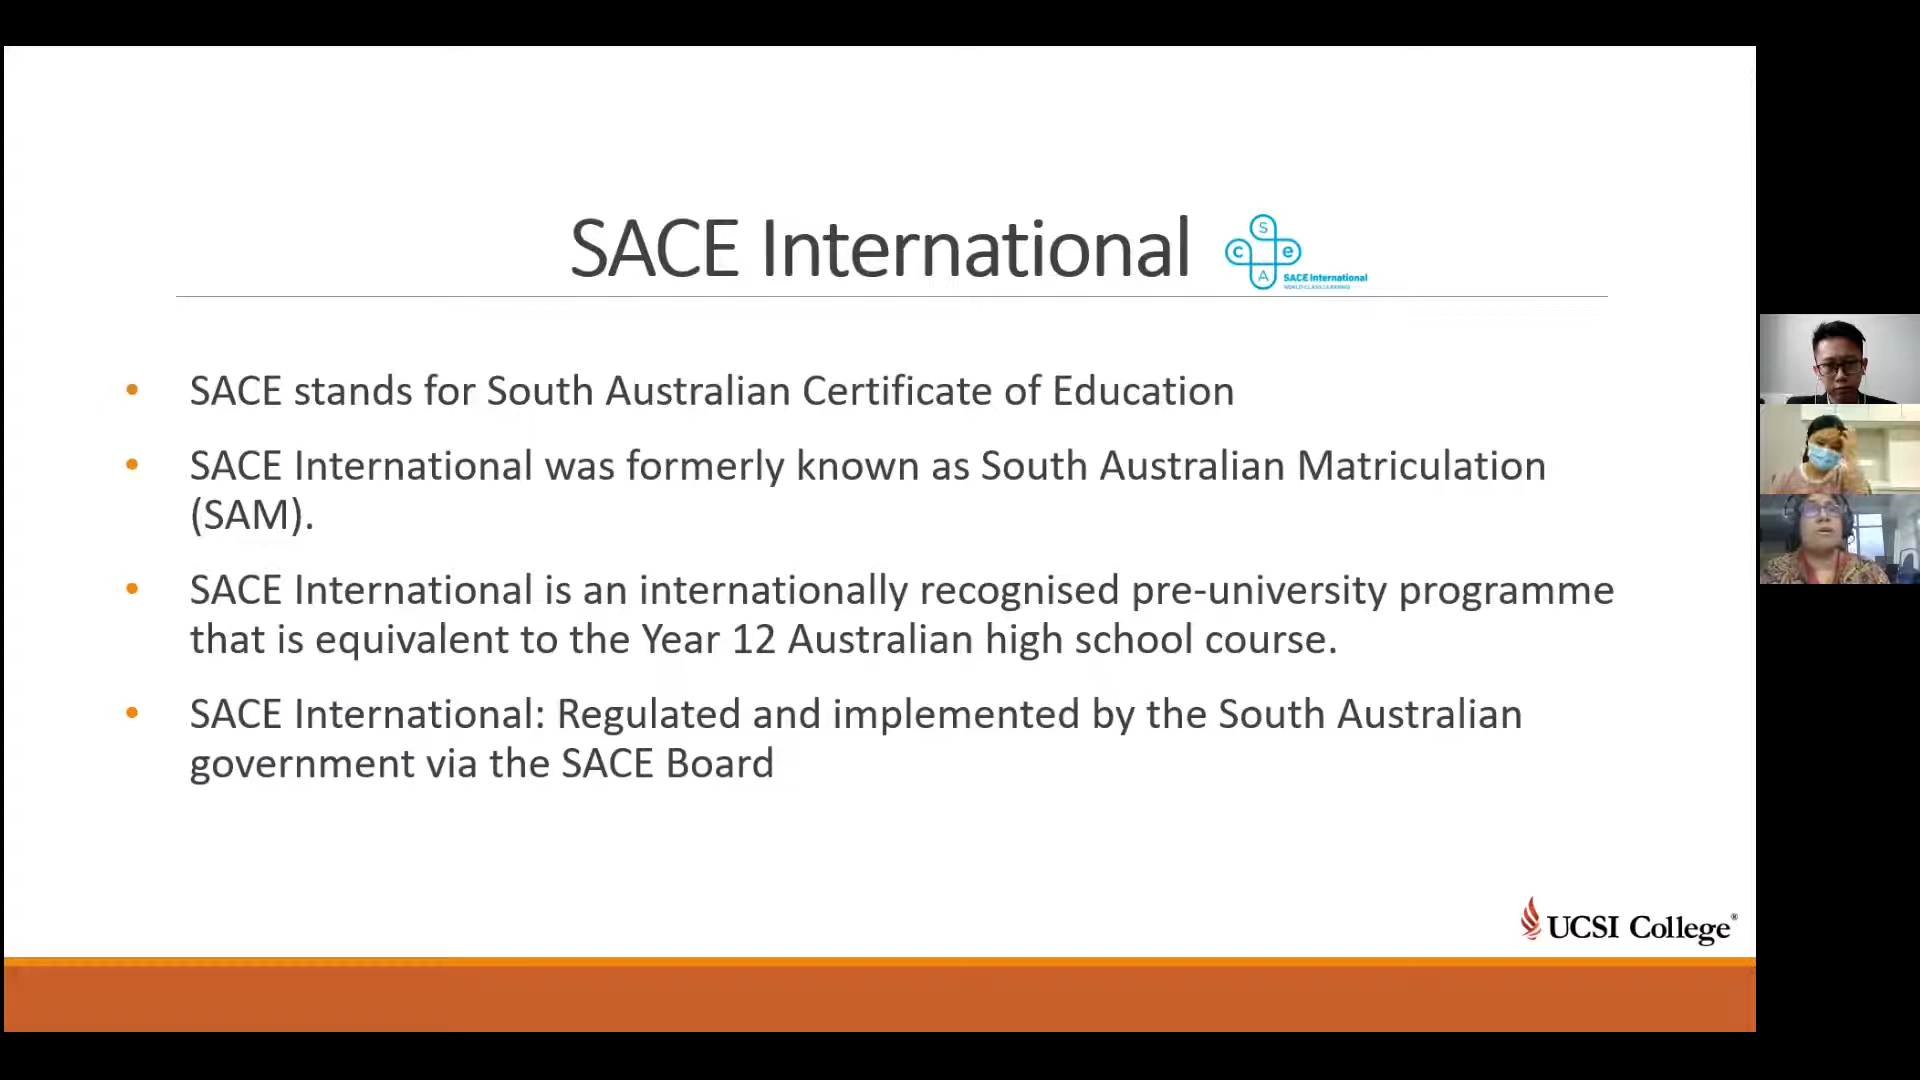 SACE International
S
C e
A
SACE International
WORLD-CLASS LEARNING
• SACE stands for South Australian Certificate of Education
• SACE International was formerly known as South Australian Matriculation
(SAM).
• SACE International is an internationally recognised pre-university programme
that is equivalent to the Year 12 Australian high school course.
• SACE International: Regulated and implemented by the South Australian
government via the SACE Board
UCSI College®